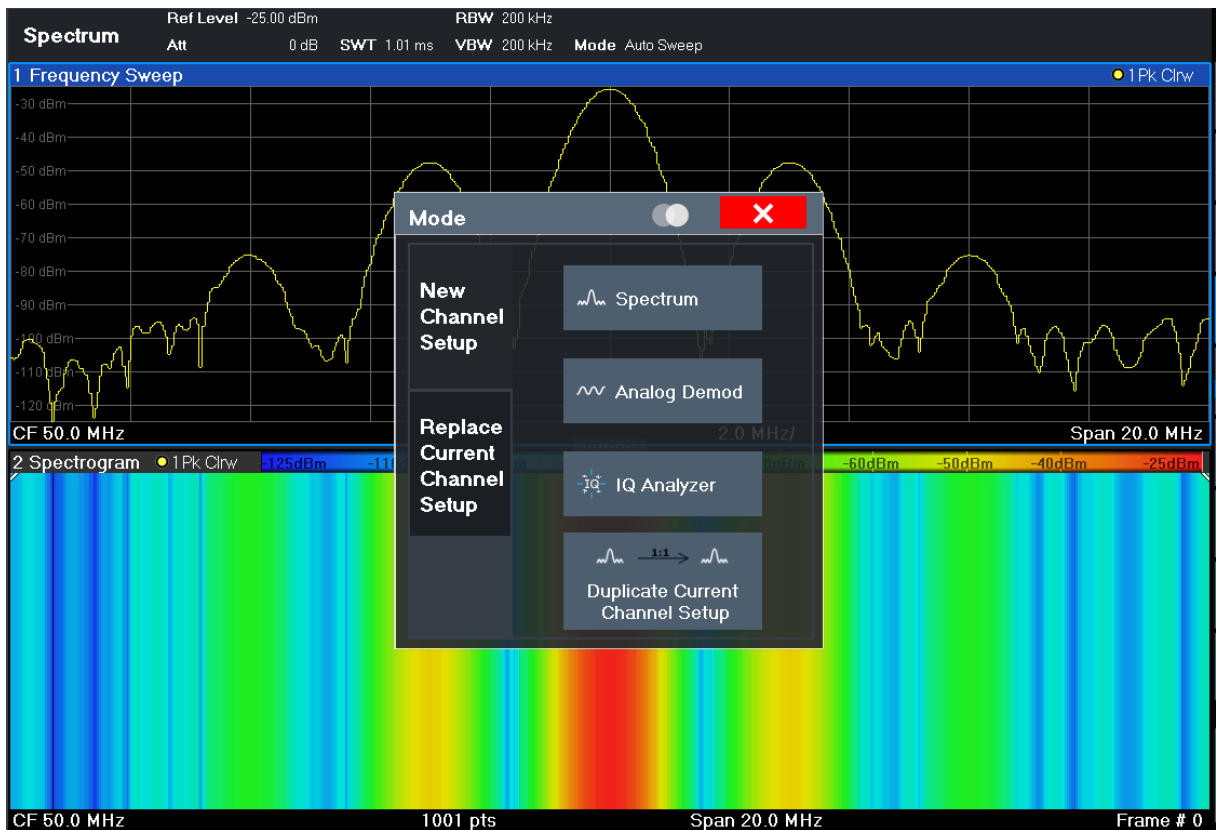 Spectrum
Ref Level -25.00 dBm RBW 200 kHz
Att 0 dB SWT 1.01 ms VBW 200 kHz Mode Auto Sweep
1 Frequency Sweep 1Pk Clrw
-30 dBm
-40 dBm
-50 dBm
-60 dBm
-70 dBm
-80 dBm
-90 dBm
-100 dBm
-110 dBm
-120 dBm
CF 50.0 MHz 2.0 MHz/ Span 20.0 MHz
Mode
New
Channel
Setup
Replace
Current
Channel
Setup
Spectrum
Analog Demod
IQ
IQ Analyzer
1:1
Duplicate Current
Channel Setup
2 Spectrogram 1Pk Clrw -125dBm -60dBm -50dBm -40dBm -25dBm
CF 50.0 MHz 1001 pts Span 20.0 MHz Frame # 0